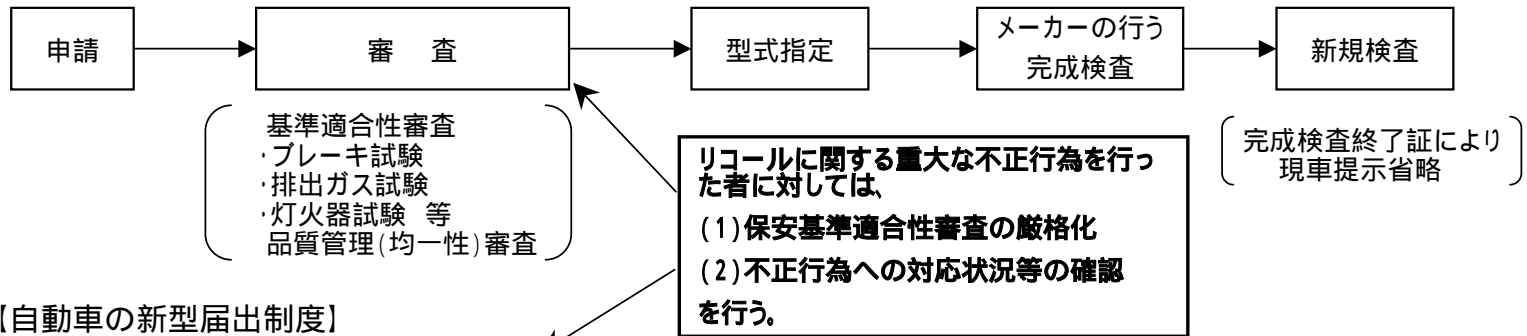 申請
審　査
型式指定
メーカーの行う
完成検査
新規検査
基準適合性審査
・ブレーキ試験
・排出ガス試験
・灯火器試験　等
品質管理(均一性)審査
完成検査終了証により
現車提示省略
リコールに関する重大な不正行為を行っ
た者に対しては、
(1)保安基準適合性審査の厳格化
(2)不正行為への対応状況等の確認
を行う。
【自動車の新型届出制度】